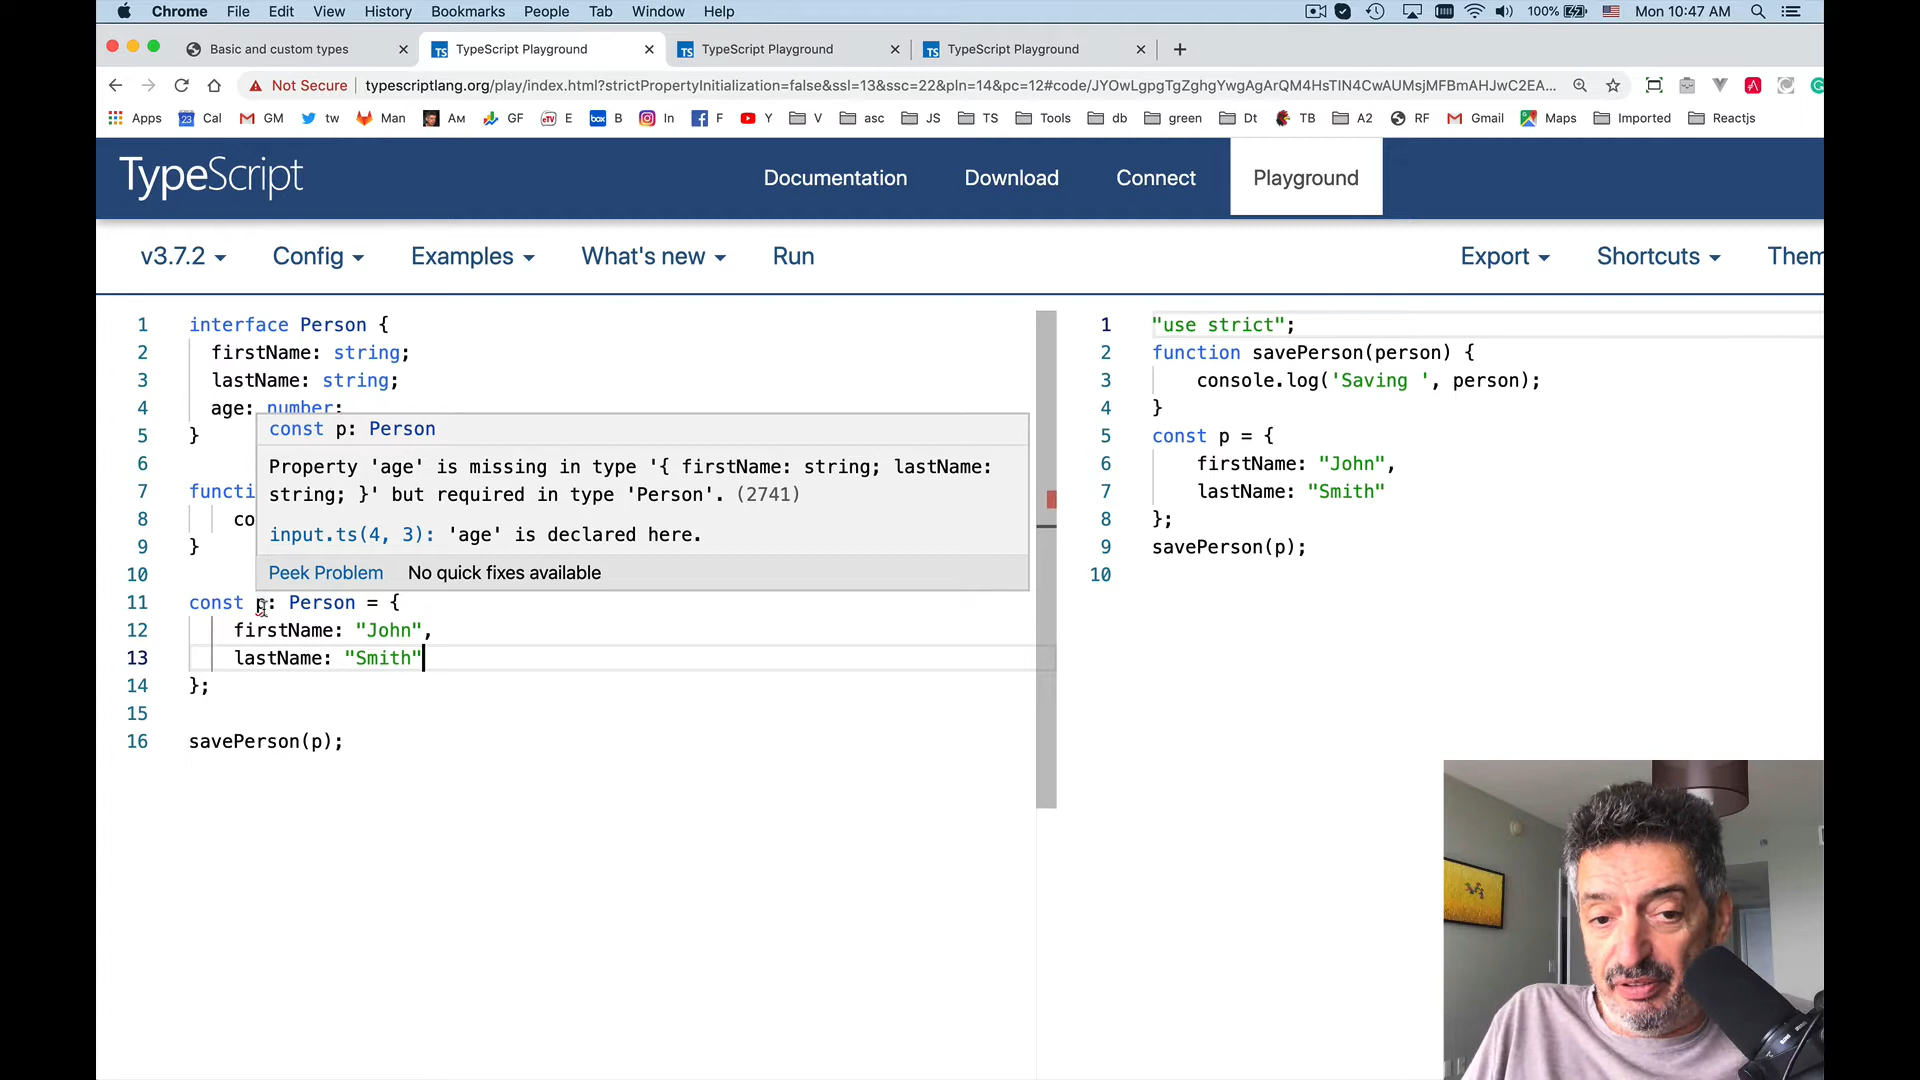 Chrome File Edit View History Bookmarks People Tab Window Help 100% Mon 10:47 AM
Basic and custom types TypeScript Playground TypeScript Playground TypeScript Playground
Not Secure typescriptlang.org/play/index.html?strictPropertyInitialization=false&ssl=13&ssc=22&pln=14&pc=12#code/JYOwLgpgTgZghgYwgAgArQM4HsTlN4CwAUMsjMFBmAHJwC2EA...
Apps Cal GM tw Man Ам GF E B In F Y V asc JS TS Tools db green Dt TB A2 RF Gmail Maps Imported Reactjs
TypeScript Documentation Download Connect Playground
v3.7.2 Config Examples What's new Run Export Shortcuts Them
1 interface Person {
2 firstName: string;
3 lastName: string;
4 age: number;
5 }
6
7 functi
8 co
9 }
10
const p: Person
Property 'age' is missing in type '{ firstName: string; lastName:
string; }' but required in type 'Person'. (2741)
input.ts(4, 3): 'age' is declared here.
Peek Problem No quick fixes available
11 const p: Person = {
12 firstName: "John",
13 lastName: "Smith"
14 };
15
16 savePerson(p);
1 "use strict";
2 function savePerson(person) {
3 console.log('Saving ', person);
4 }
5 const p = {
6 firstName: "John",
7 lastName: "Smith"
8 };
9 savePerson(p);
10